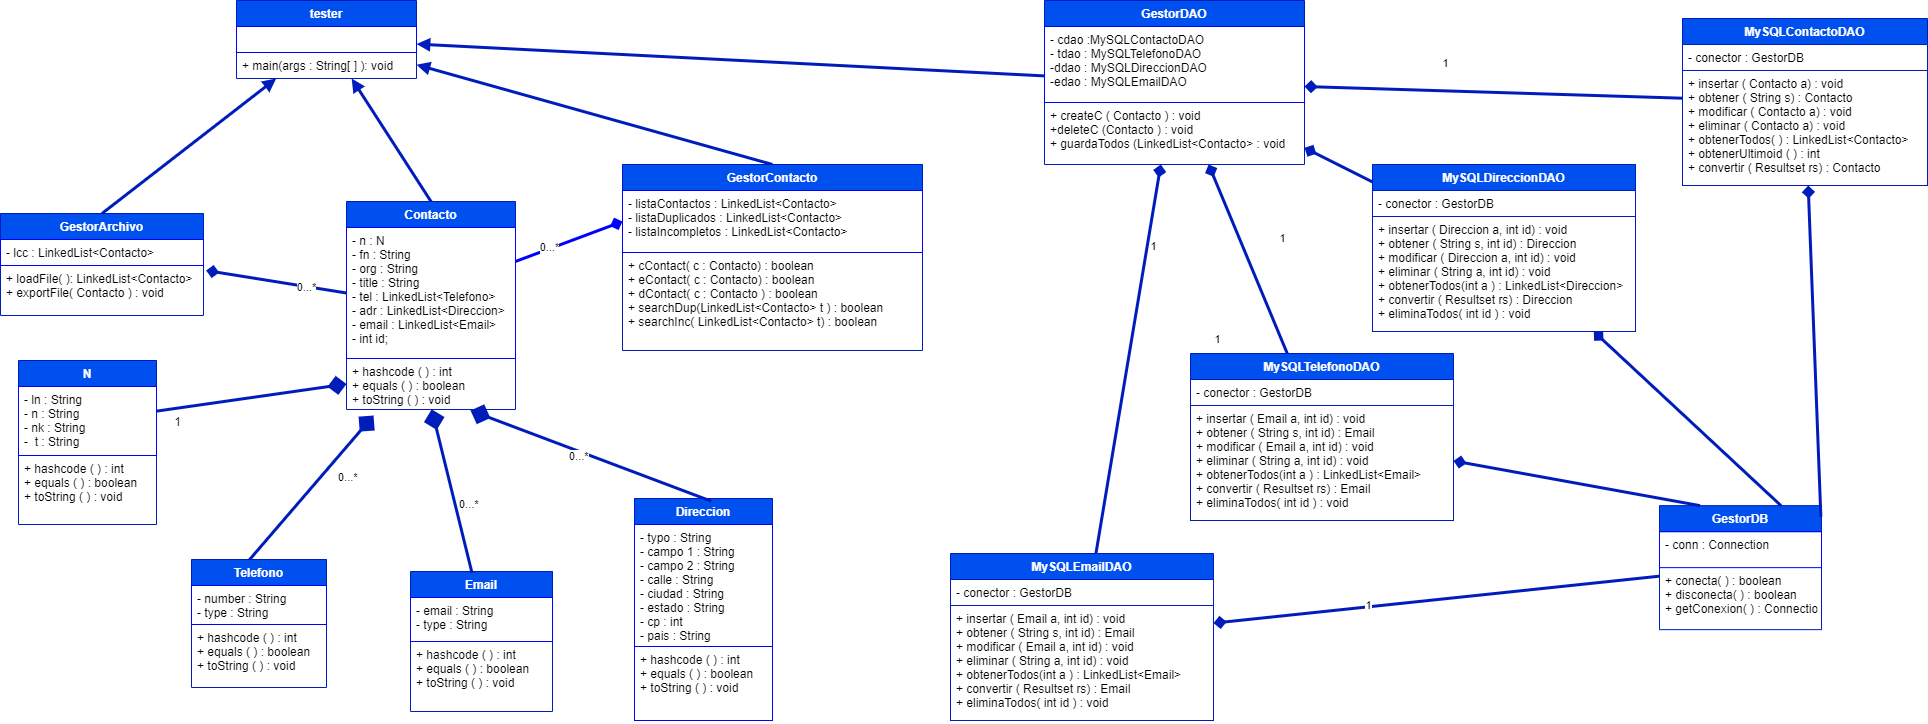 tester
+ main(args : String[ ] ): void
GestorDAO
- cdao :MySQLContactoDAO
- tdao : MySQLTelefonoDAO
-ddao : MySQLDireccionDAO
-edao : MySQLEmailDAO
+ createC ( Contacto ) : void
+deleteC (Contacto ) : void
+ guardaTodos (LinkedList<Contacto> : void
1
MySQLContactoDAO
- conector : GestorDB
+ insertar ( Contacto a) : void
+ obtener ( String s) : Contacto
+ modificar ( Contacto a) : void
+ eliminar ( Contacto a) : void
+ obtenerTodos( ) : LinkedList<Contacto>
+ obtenerUltimoid ( ) : int
+ convertir ( Resultset rs) : Contacto
GestorArchivo
- lcc : LinkedList<Contacto>
+ loadFile( ): LinkedList<Contacto>
+ exportFile( Contacto ) : void
0...*
Contacto
- n : N
- fn : String
- org : String
- title : String
- tel : LinkedList<Telefono>
- adr : LinkedList<Direccion>
- email : LinkedList<Email>
- int id;
+ hashcode ( ) : int
+ equals ( ) : boolean
+ toString ( ) : void
0...*
GestorContacto
- listaContactos : LinkedList<Contacto>
- listaDuplicados : LinkedList<Contacto>
- listaIncompletos : LinkedList<Contacto>
+ cContact( c : Contacto) : boolean
+ eContact( c : Contacto) : boolean
+ dContact( c : Contacto ) : boolean
+ searchDup(LinkedList<Contacto> t ) : boolean
+ searchInc( LinkedList<Contacto> t) : boolean
1
1
1
MySQLDireccionDAO
- conector : GestorDB
+ insertar ( Direccion a, int id) : void
+ obtener ( String s, int id) : Direccion
+ modificar ( Direccion a, int id) : void
+ eliminar ( String a, int id) : void
+ obtenerTodos(int a ) : LinkedList<Direccion>
+ convertir ( Resultset rs) : Direccion
+ eliminaTodos( int id ) : void
N
- ln : String
- n : String
- nk : String
-  t : String
+ hashcode ( ) : int
+ equals ( ) : boolean
+ toString ( ) : void
1
0...*
0...*
0...*
MySQLTelefonoDAO
- conector : GestorDB
+ insertar ( Email a, int id) : void
+ obtener ( String s, int id) : Email
+ modificar ( Email a, int id) : void
+ eliminar ( String a, int id) : void
+ obtenerTodos(int a ) : LinkedList<Email>
+ convertir ( Resultset rs) : Email
+ eliminaTodos( int id ) : void
Telefono
- number : String
- type : String
+ hashcode ( ) : int
+ equals ( ) : boolean
+ toString ( ) : void
Email
- email : String
- type : String
+ hashcode ( ) : int
+ equals ( ) : boolean
+ toString ( ) : void
Direccion
- typo : String
- campo 1 : String
- campo 2 : String
- calle : String
- ciudad : String
- estado : String
- cp : int
- pais : String
+ hashcode ( ) : int
+ equals ( ) : boolean
+ toString ( ) : void
MySQLEmailDAO
- conector : GestorDB
+ insertar ( Email a, int id) : void
+ obtener ( String s, int id) : Email
+ modificar ( Email a, int id) : void
+ eliminar ( String a, int id) : void
+ obtenerTodos(int a ) : LinkedList<Email>
+ convertir ( Resultset rs) : Email
+ eliminaTodos( int id ) : void
1
GestorDB
- conn : Connection
+ conecta( ) : boolean
+ disconecta( ) : boolean
+ getConexion( ) : Connectio